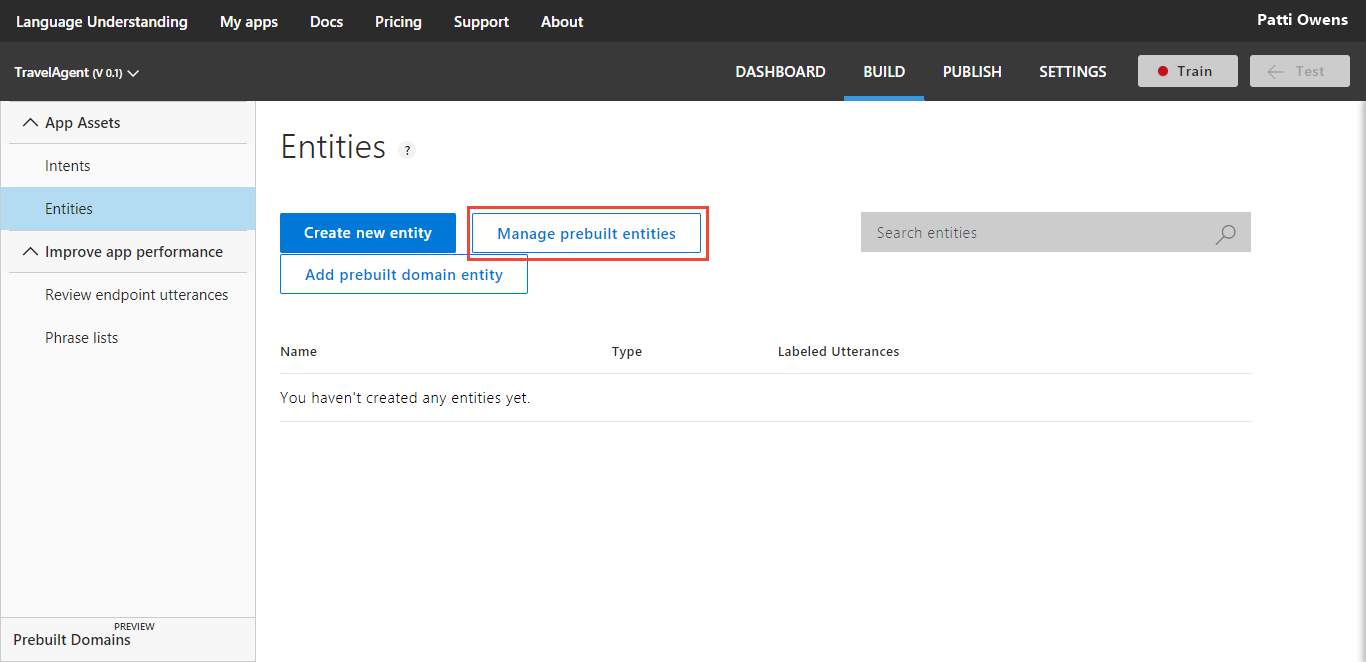 Language Understanding My apps Docs Pricing Support About Patti Owens
TravelAgent (V 0.1) DASHBOARD BUILD PUBLISH SETTINGS Train Test
App Assets
Intents
Entities
Improve app performance
Review endpoint utterances
Phrase lists
PREVIEW
Prebuilt Domains
Entities ?
Create new entity Manage prebuilt entities Search entities
Add prebuilt domain entity
Name Type Labeled Utterances
You haven't created any entities yet.